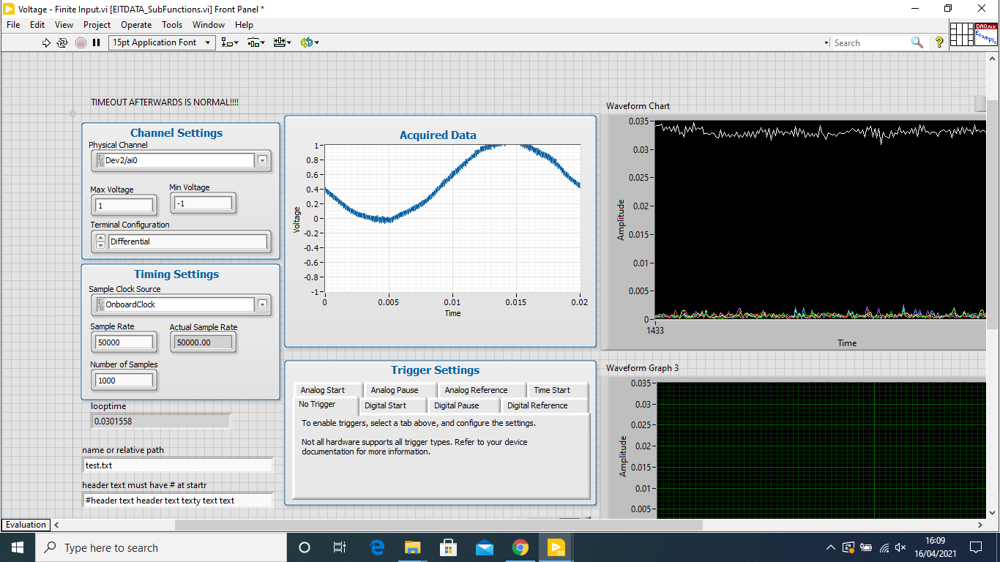 Voltage - Finite Input.vi [EITDATA_SubFunctions.vi] Front Panel *
File Edit View Project Operate Tools Window Help
15pt Application Font
Search
DAQmx
Example
TIMEOUT AFTERWARDS IS NORMAL!!!!
Channel Settings
Physical Channel
Dev2/ai0
Max Voltage
Min Voltage
1
-1
Terminal Configuration
Differential
Timing Settings
Sample Clock Source
OnboardClock
Sample Rate
Actual Sample Rate
50000
50000.00
Number of Samples
1000
looptime
0.0301558
name or relative path
test.txt
header text must have # at startr
#header text header text texty text text
Acquired Data
Voltage
1
0.8
0.6
0.4
0.2
0
-0.2
-0.4
-0.6
-0.8
-1
0 0.005 0.01 0.015 0.02
Time
Trigger Settings
Analog Start Analog Pause Analog Reference Time Start
No Trigger Digital Start Digital Pause Digital Reference
To enable triggers, select a tab above, and configure the settings.
Not all hardware supports all trigger types. Refer to your device
documentation for more information.
Waveform Chart
Amplitude
0.035
0.03
0.025
0.02
0.015
0.01
0.005
0
1433
Time
Waveform Graph 3
Amplitude
0.035
0.03
0.025
0.02
0.015
0.01
0.005
Evaluation
Type here to search
16:09
16/04/2021